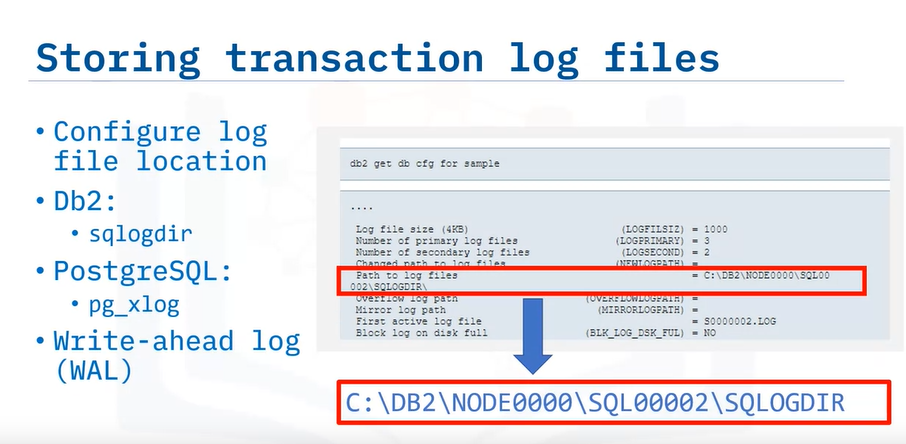 Storing transaction log files
• Configure log
file location
• Db2:
• sqlogdir
• PostgreSQL:
• pg_xlog
• Write-ahead log
(WAL)
db2 get db cfg for sample
....
Log file size (4KB) (LOGFILSIZ) = 1000
Number of primary log files (LOGPRIMARY) = 3
Number of secondary log files (LOGSECOND) = 2
Changed path to log files (NEWLOGPATH) =
Path to log files = C:\DB2\NODE0000\SQL00
002\SQLOGDIR\
Overflow log path (OVERFLOWLOGPATH) =
Mirror log path (MIRRORLOGPATH) =
First active log file = S0000002.LOG
Block log on disk full (BLK_LOG_DSK_FUL) = NO
C:\DB2\NODE0000\SQL00002\SQLOGDIR